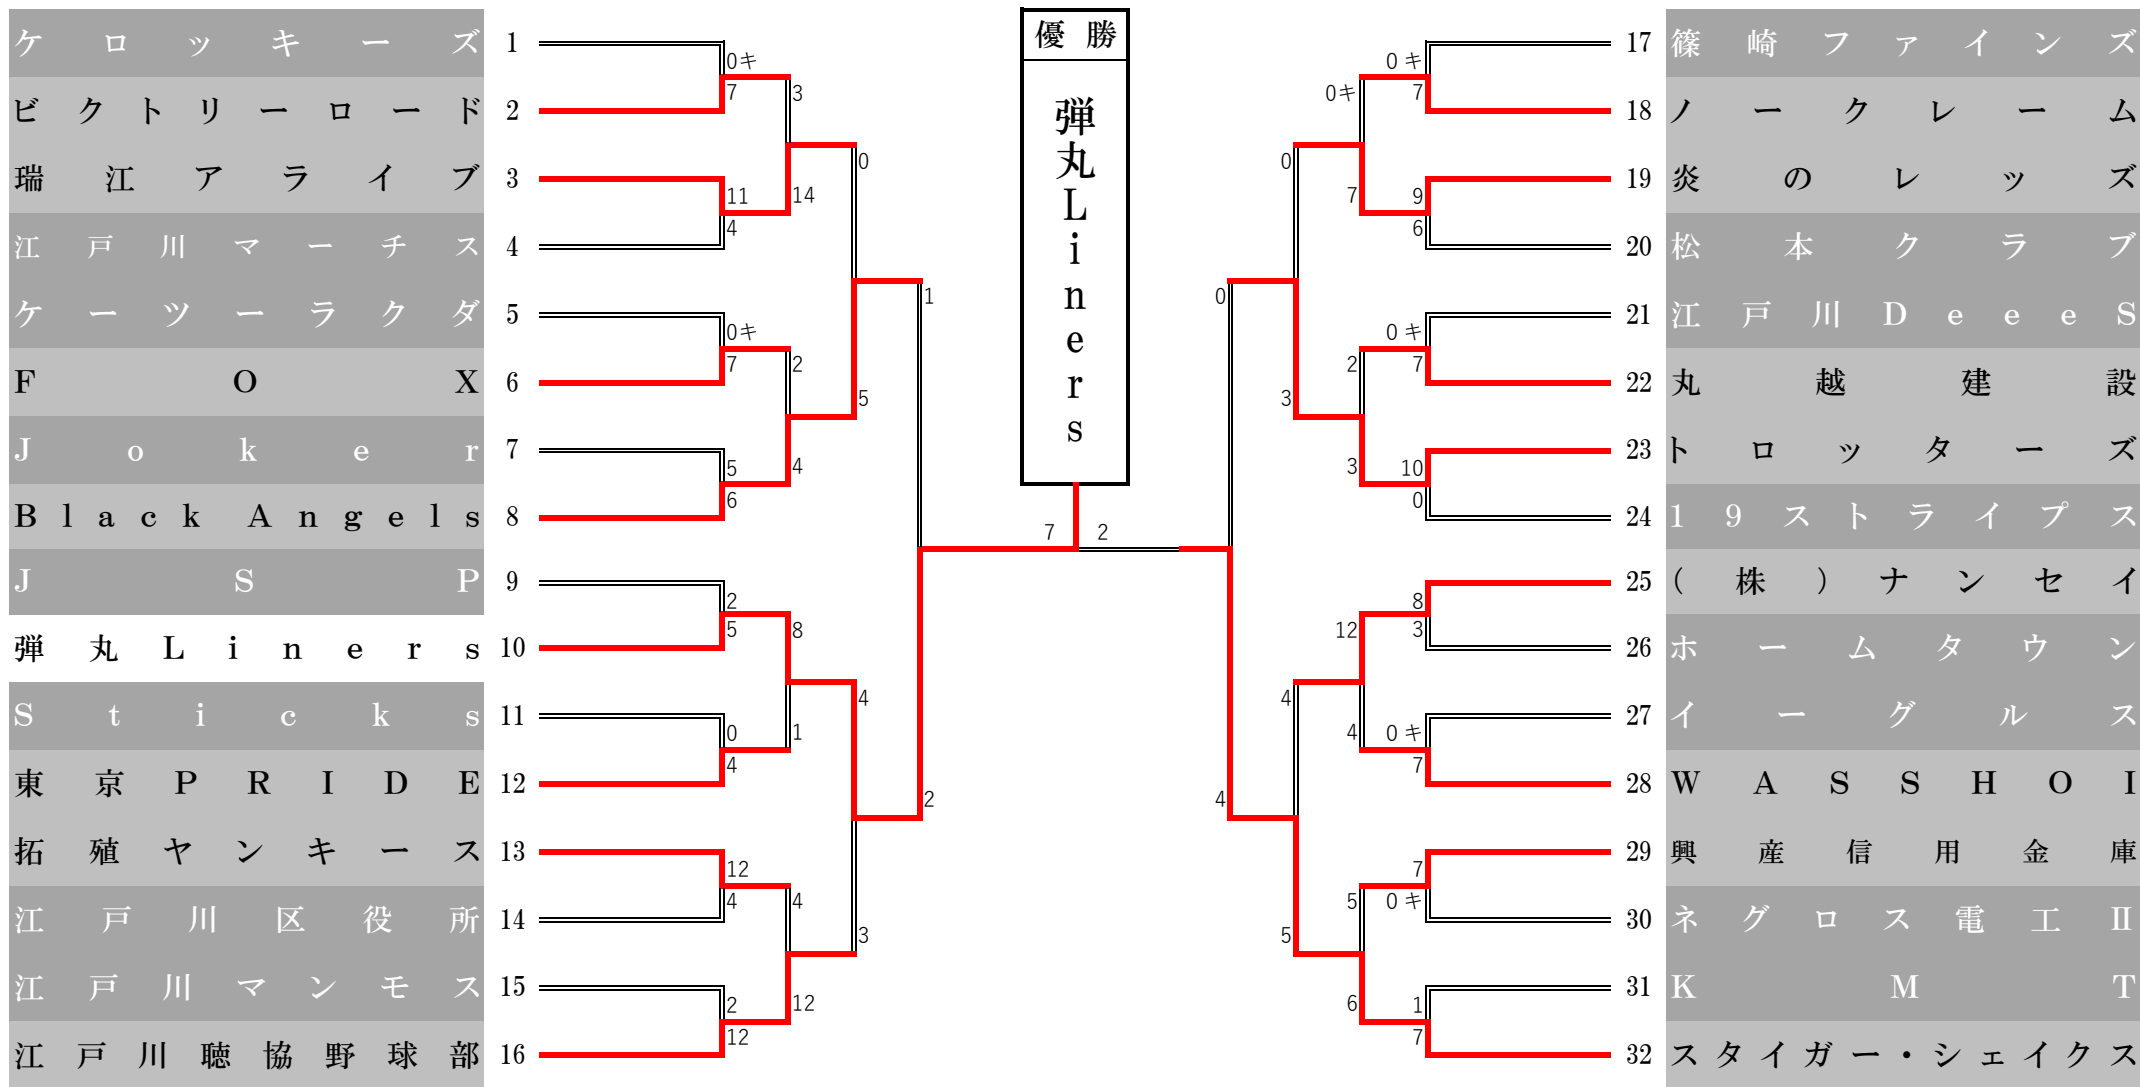 優勝
弾丸Liners
7 2
ケロッキーズ 1
ビクトリーロード 2
瑞江アライブ 3
江戸川マーチス 4
ケーツーラクダ 5
FOX 6
Joker 7
Black Angels 8
JSP 9
弾丸Liners 10
Sticks 11
東京PRIDE 12
拓殖ヤンキース 13
江戸川区役所 14
江戸川マンモス 15
江戸川聴協野球部 16
0キ
7
11
4
0キ
7
5
6
2
5
0
4
12
4
2
12
3
14
2
4
8
1
4
12
0
5
4
3
1
2
17 篠崎ファインズ
18 ノークレーム
19 炎のレッズ
20 松本クラブ
21 江戸川DeeeS
22 丸越建設
23 トロッターズ
24 19ストライプス
25 (株)ナンセイ
26 ホームタウン
27 イーグルス
28 WASSHOI
29 興産信用金庫
30 ネグロス電工II
31 KMT
32 スタイガー・シェイクス
0キ
7
9
6
0キ
7
10
0
8
3
0キ
7
7
0キ
1
7
0キ
7
2
3
12
4
5
6
0
3
4
5
0
4